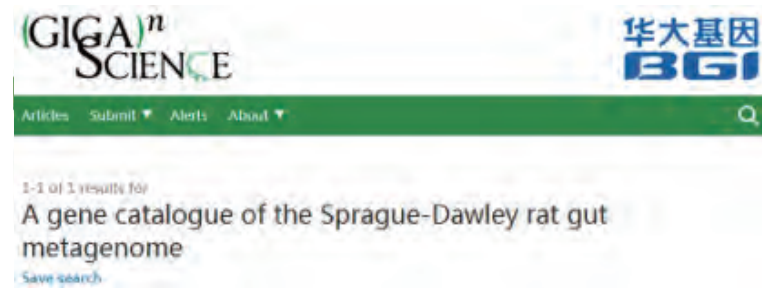 (GIGA)ⁿ
SCIENCE
华大基因
BGI
Articles Submit ▼ Alerts About ▼
1-1 of 1 results for
A gene catalogue of the Sprague-Dawley rat gut
metagenome
Save search